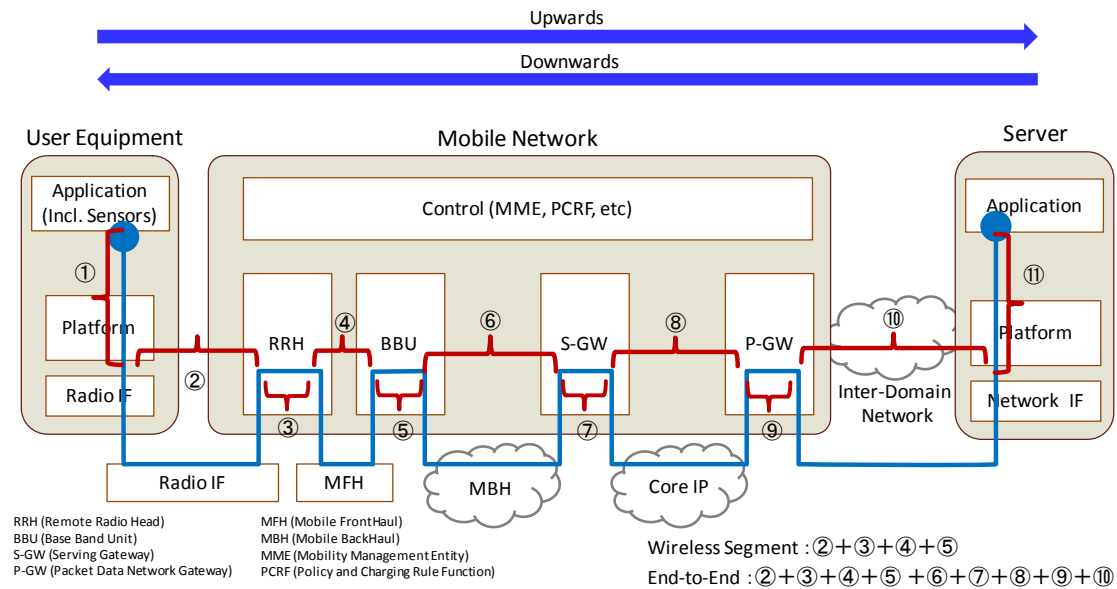 Upwards
Downwards
User Equipment
Mobile Network
Server
Application
(Incl. Sensors)
Control (MME, PCRF, etc)
Application
①
⑪
Platform
RRH
④
BBU
⑥
S-GW
⑧
P-GW
⑩
Platform
②
Radio IF
③
⑤
⑦
⑨
Inter-Domain
Network
Network IF
Radio IF
MFH
MBH
Core IP
RRH (Remote Radio Head)
BBU (Base Band Unit)
S-GW (Serving Gateway)
P-GW (Packet Data Network Gateway)
MFH (Mobile FrontHaul)
MBH (Mobile BackHaul)
MME (Mobility Management Entity)
PCRF (Policy and Charging Rule Function)
Wireless Segment : ②+③+④+⑤
End-to-End : ②+③+④+⑤ +⑥+⑦+⑧+⑨+⑩